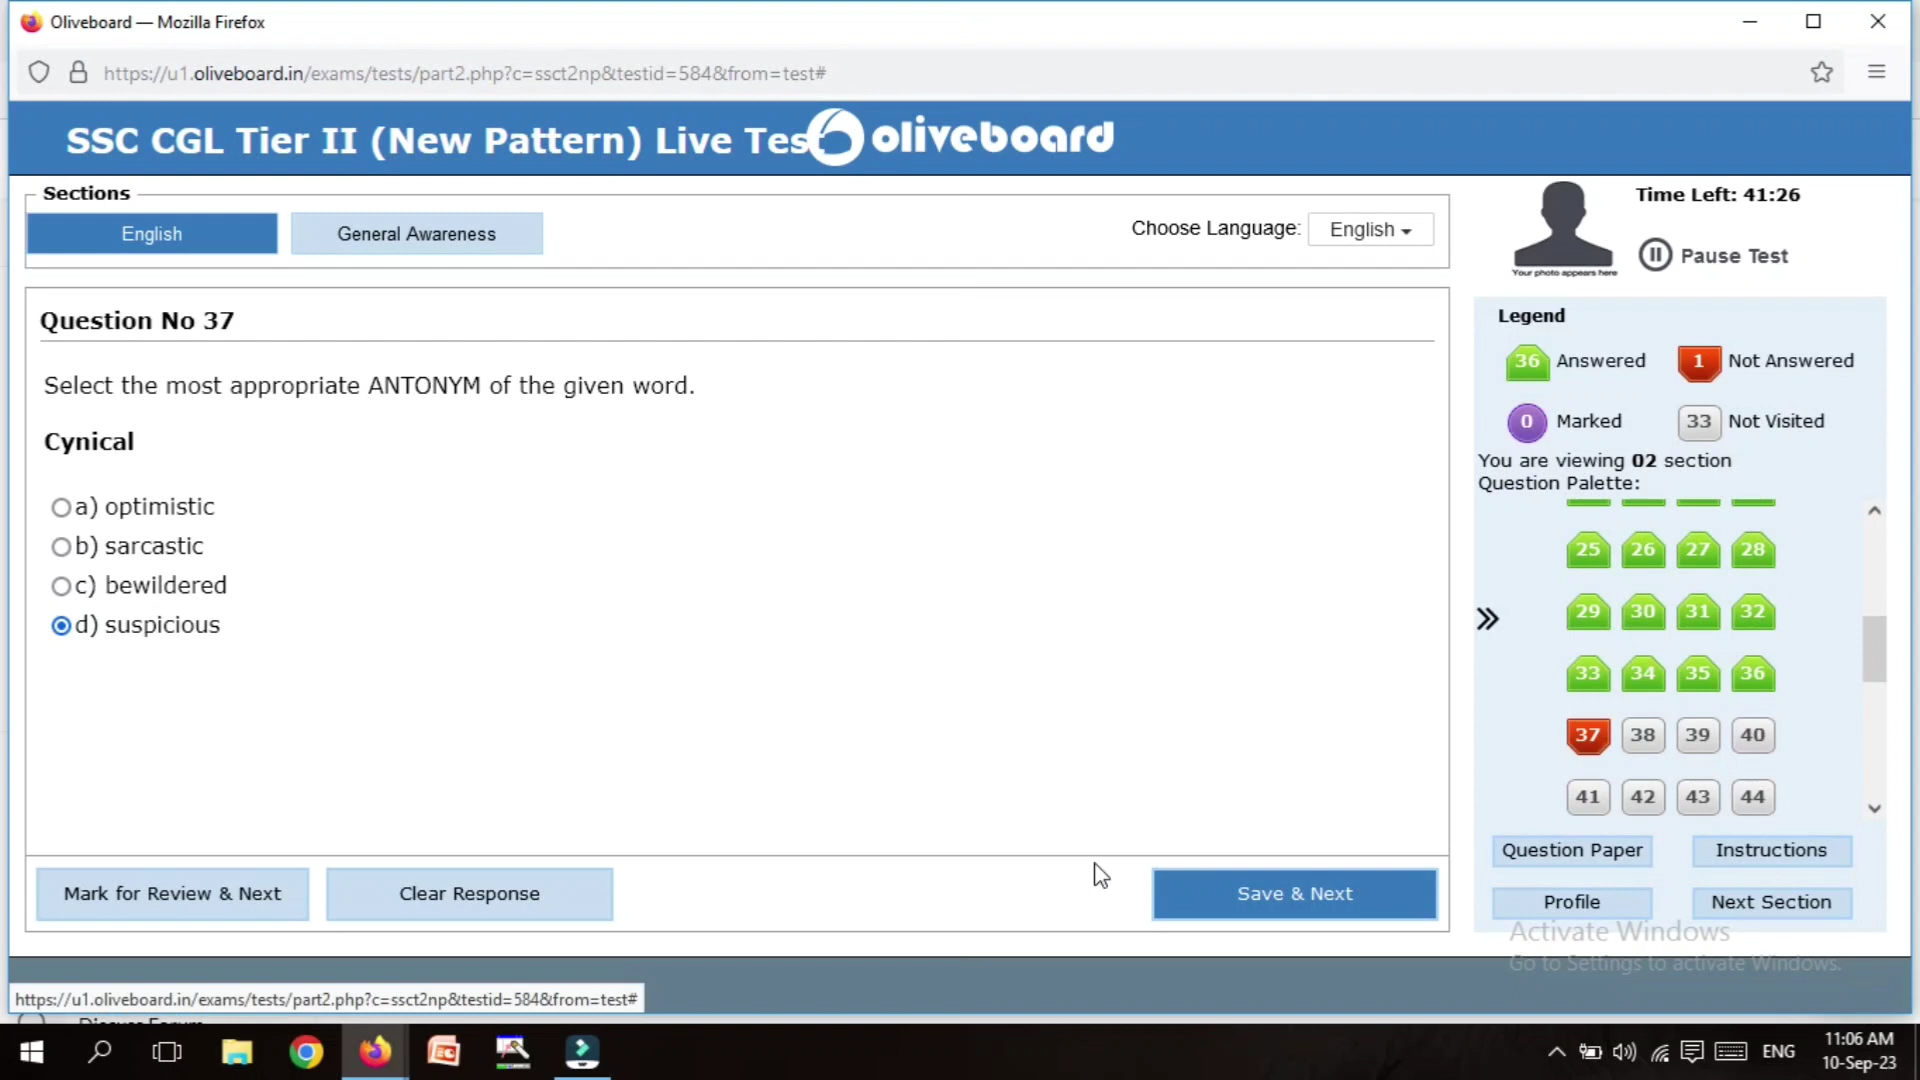 Oliveboard — Mozilla Firefox
https://u1.oliveboard.in/exams/tests/part2.php?c=ssct2np&testid=584&from=test#
SSC CGL Tier II (New Pattern) Live Tes
oliveboard
Sections
English
General Awareness
Choose Language:
English
Your photo appears here
Time Left: 41:26
Pause Test
Question No 37
Select the most appropriate ANTONYM of the given word.
Cynical
a) optimistic
b) sarcastic
c) bewildered
d) suspicious
Mark for Review & Next
Clear Response
Save & Next
Legend
36 Answered 1 Not Answered
0 Marked 33 Not Visited
You are viewing 02 section
Question Palette:
25 26 27 28
29 30 31 32
33 34 35 36
37 38 39 40
41 42 43 44
Question Paper Instructions
Profile Next Section
Activate Windows
Go to Settings to activate Windows.
https://u1.oliveboard.in/exams/tests/part2.php?c=ssct2np&testid=584&from=test#
ENG
11:06 AM
10-Sep-23